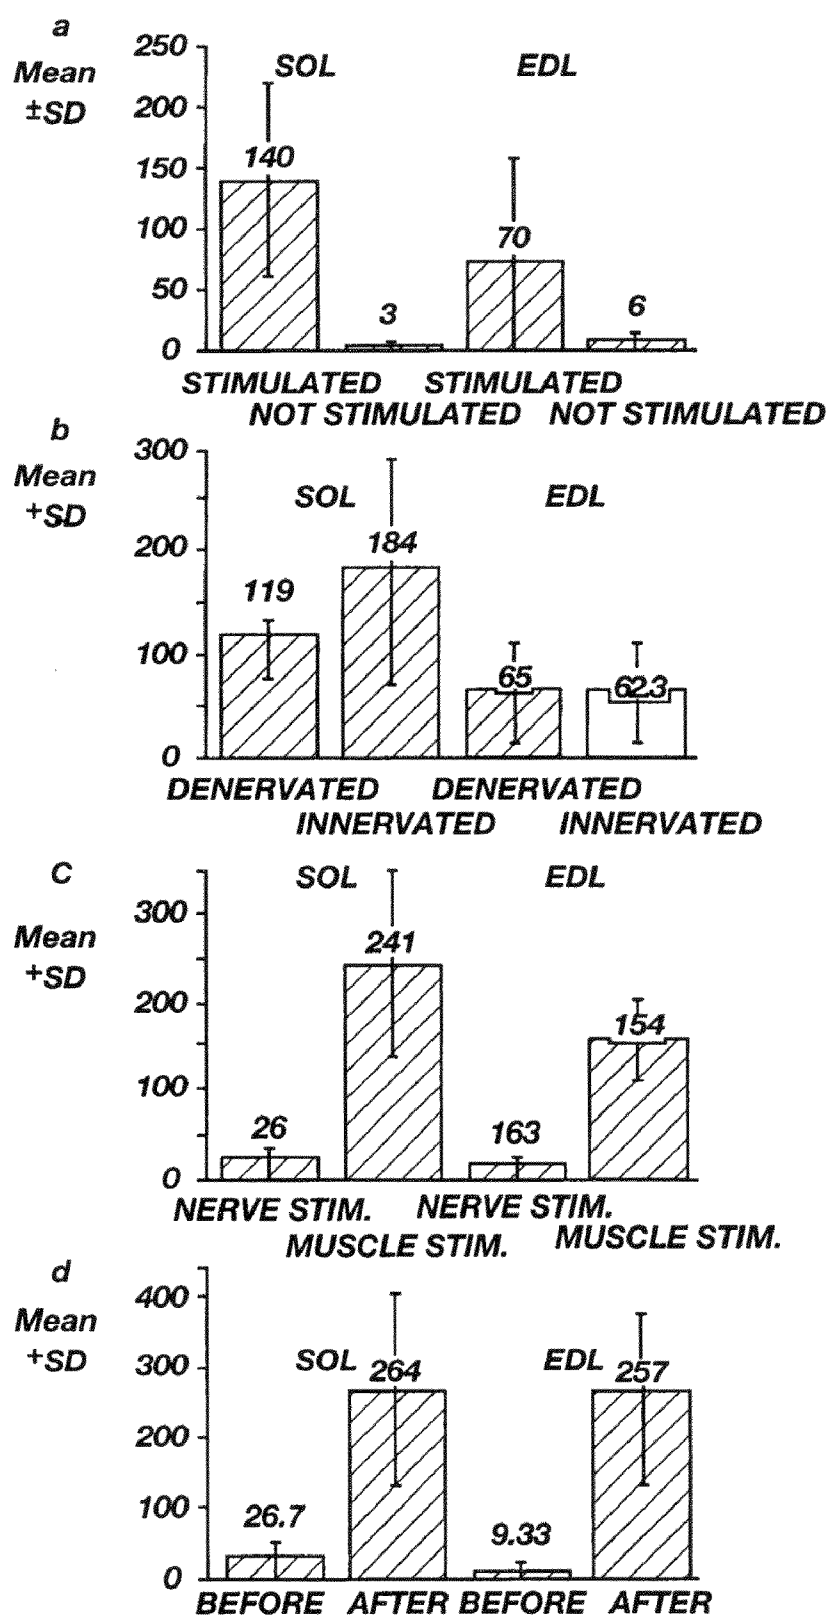 a
Mean
±SD
250
200
150
100
50
0
SOL EDL
140
3
70
6
STIMULATED STIMULATED
NOT STIMULATED NOT STIMULATED
b
Mean
+SD
300
200
100
0
SOL EDL
119
184
65
623
DENERVATED DENERVATED
INNERVATED INNERVATED
C
Mean
+SD
300
200
100
0
SOL EDL
26
241
163
154
NERVE STIM. NERVE STIM.
MUSCLE STIM. MUSCLE STIM.
d
Mean
+SD
400
300
200
100
0
SOL EDL
26.7
264
9.33
257
BEFORE AFTER BEFORE AFTER